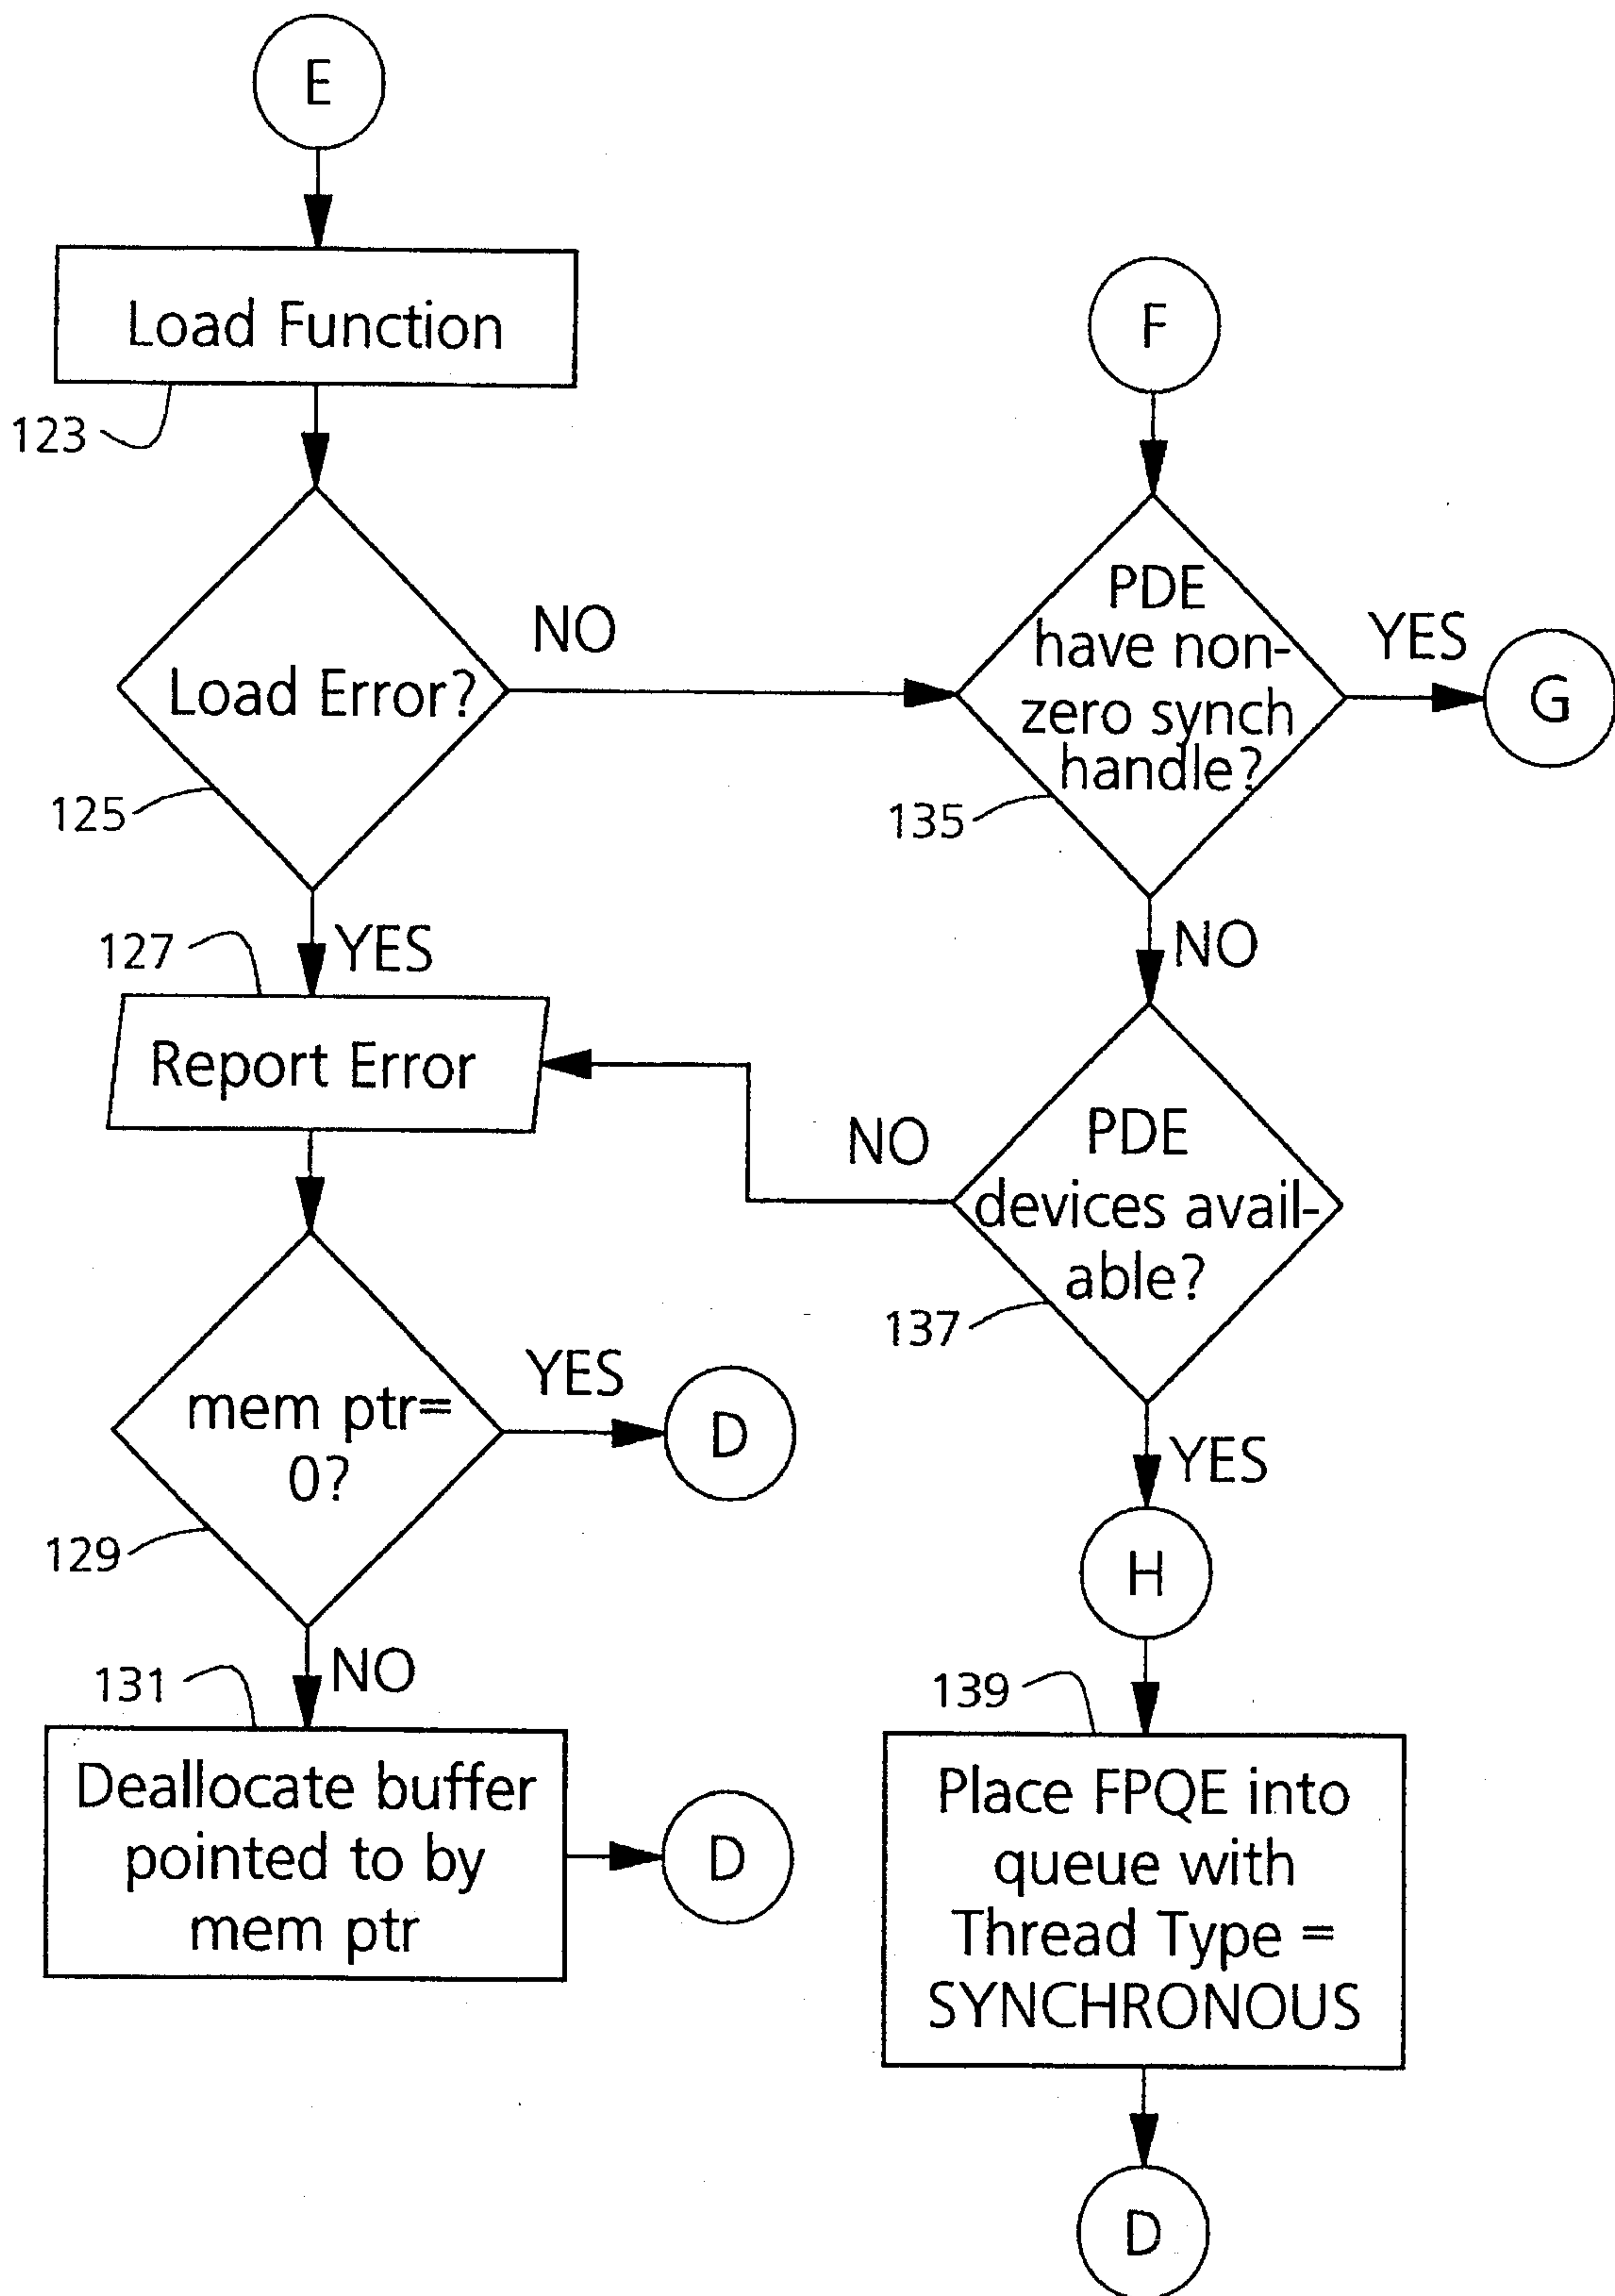 E
Load Function
123
Load Error?
NO
125
YES
127
Report Error
mem ptr=
0?
YES
D
129
NO
131
Deallocate buffer
pointed to by
mem ptr
D
F
PDE
have non-
zero synch
handle?
YES
G
135
NO
PDE
devices avail-
able?
NO
137
YES
H
139
Place FPQE into
queue with
Thread Type =
SYNCHRONOUS
D